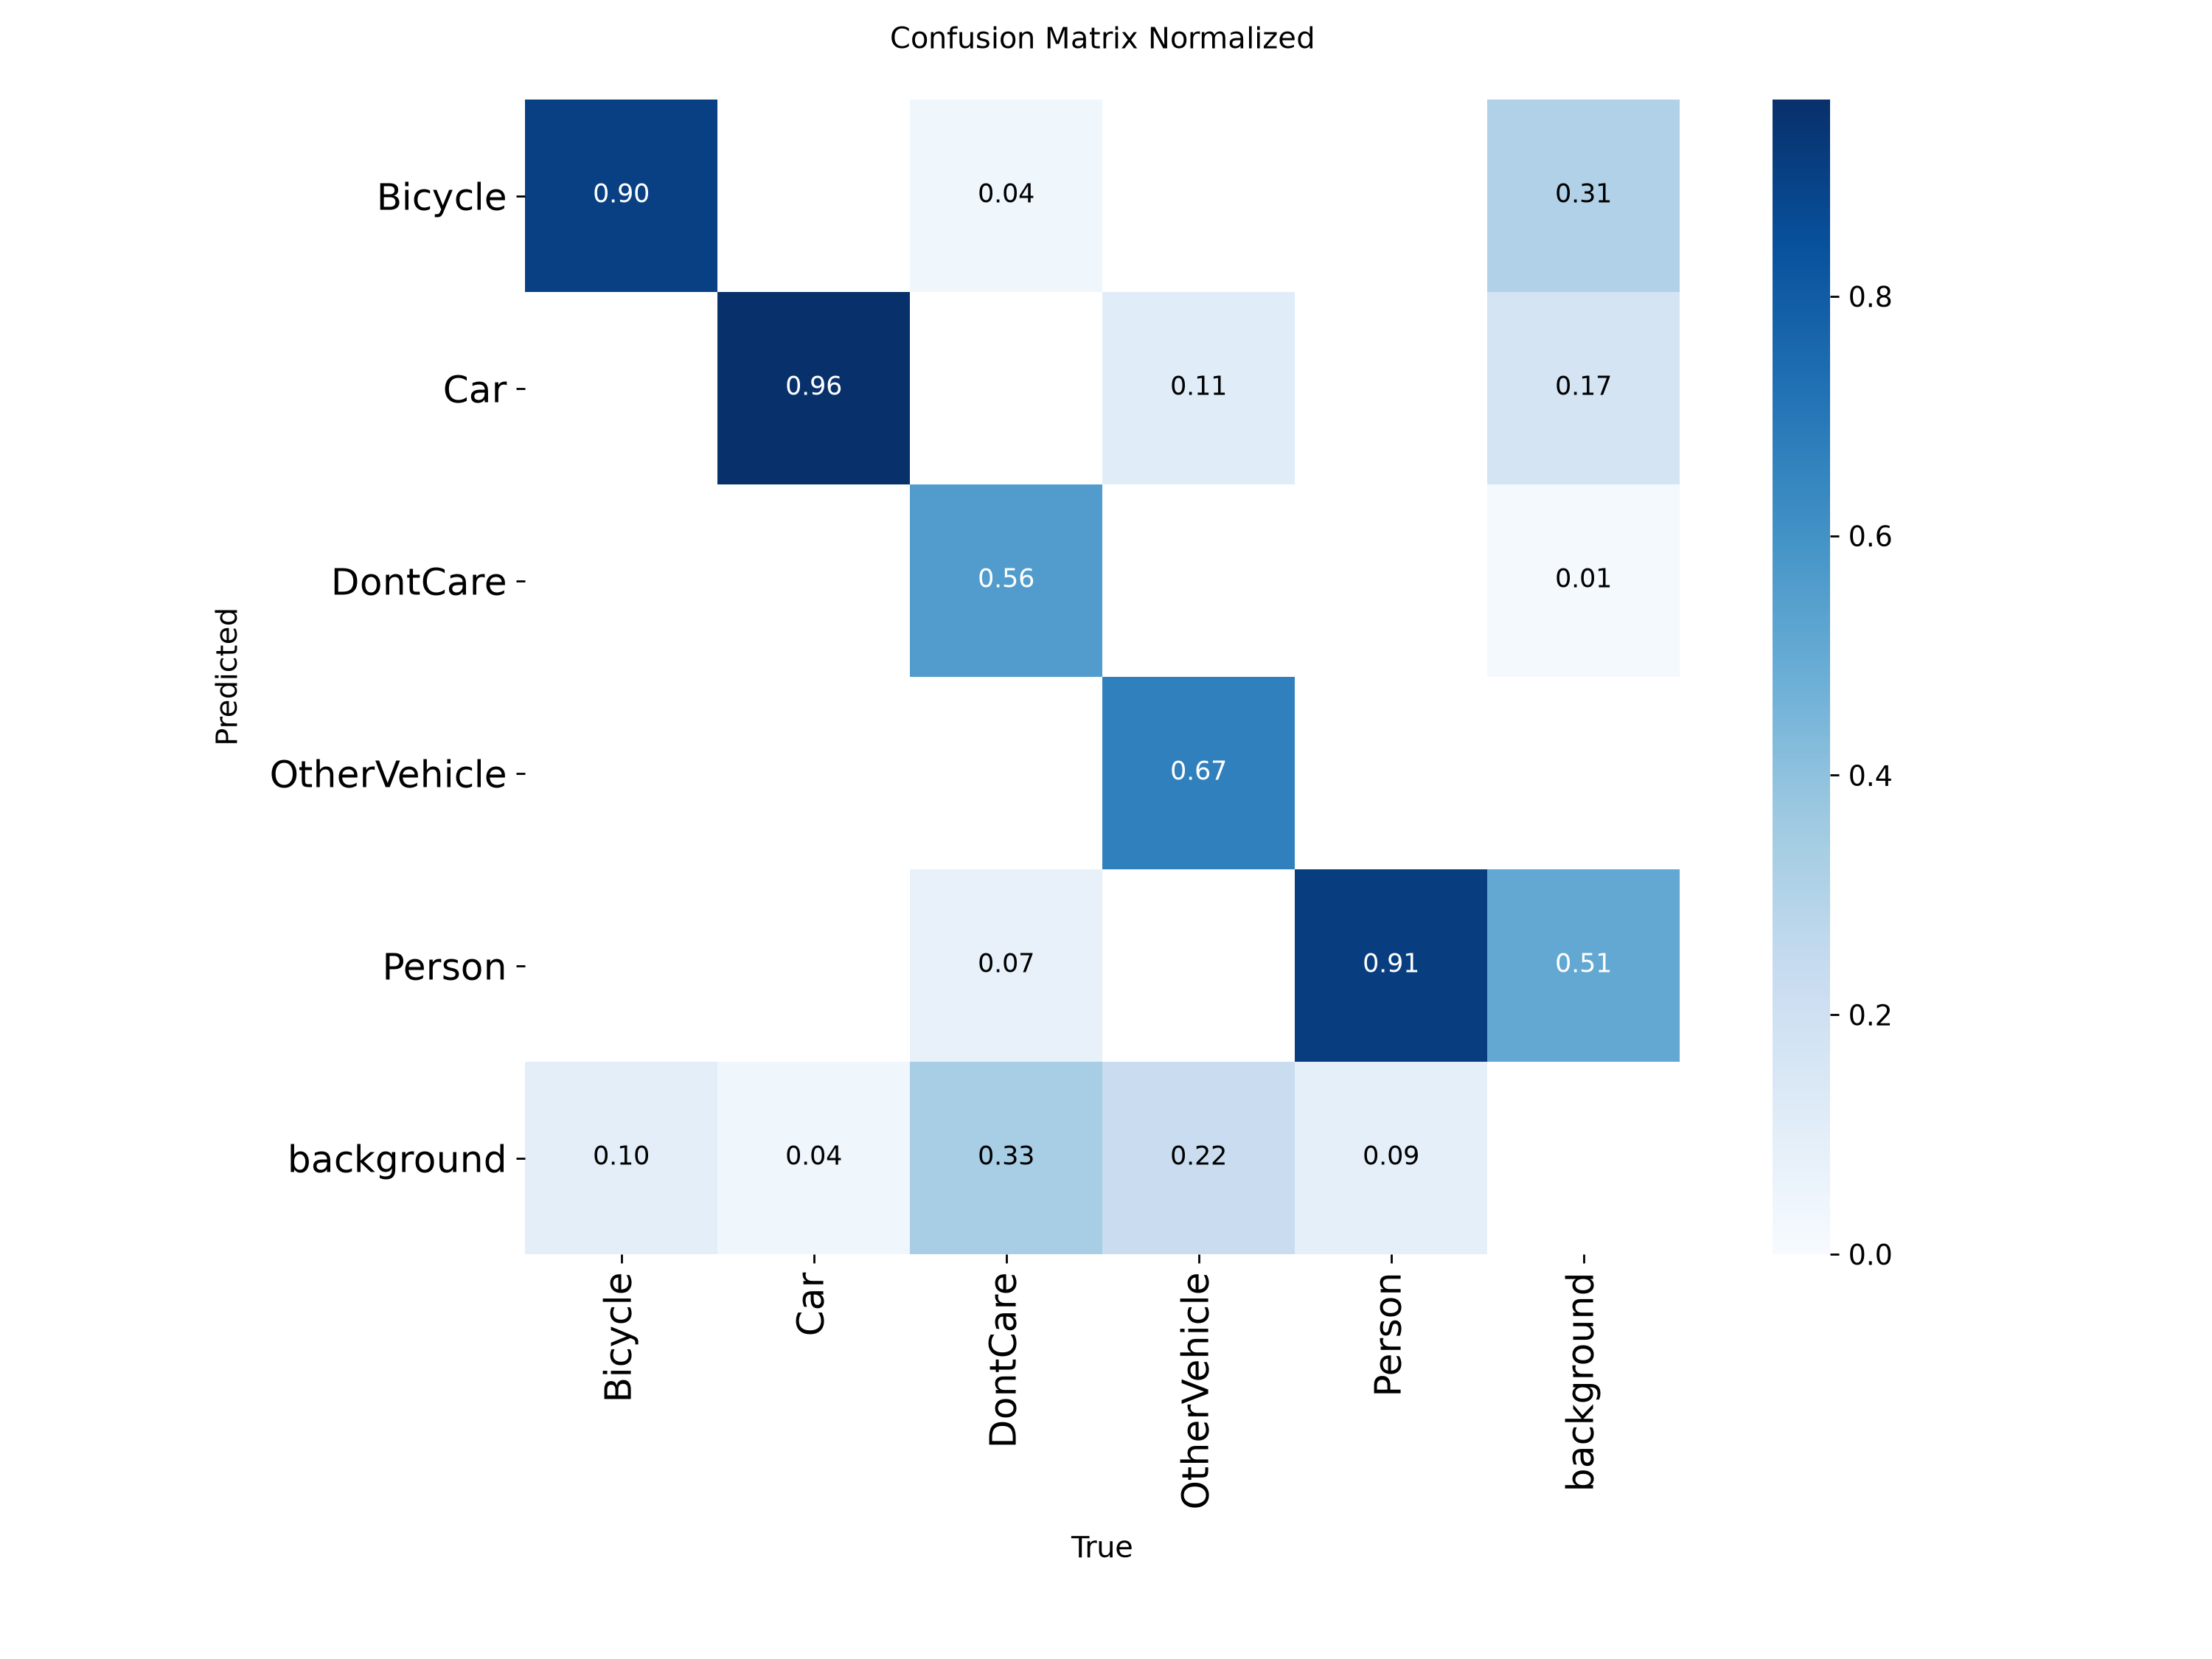 Confusion Matrix Normalized
Predicted
Bicycle 0.90 0.04 0.31
Car 0.96 0.11 0.17
DontCare 0.56 0.01
OtherVehicle 0.67
Person 0.07 0.91 0.51
background 0.10 0.04 0.33 0.22 0.09
Bicycle Car DontCare OtherVehicle Person background
True
0.8
0.6
0.4
0.2
0.0